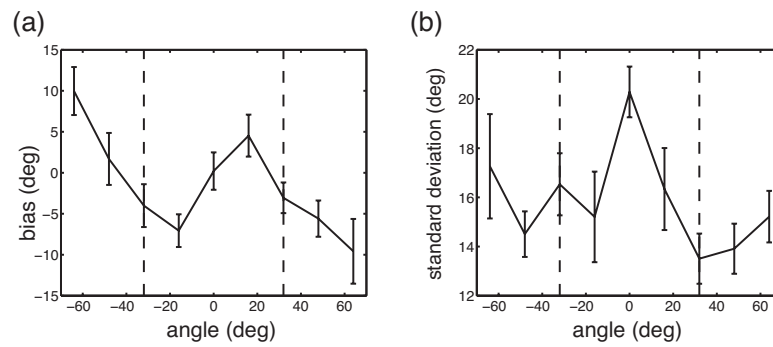 (a)
15
10
5
0
−5
−10
−15
bias (deg)
−60 −40 −20 0 20 40 60
angle (deg)
(b)
22
20
18
16
14
12
standard deviation (deg)
−60 −40 −20 0 20 40 60
angle (deg)